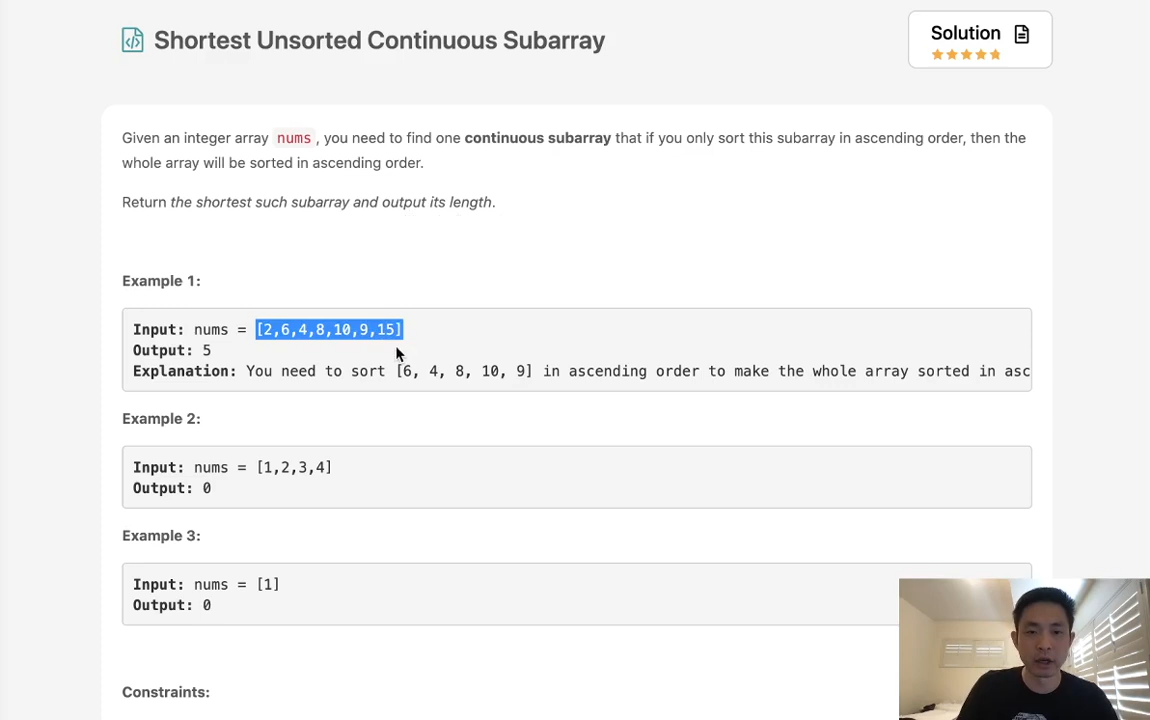 Shortest Unsorted Continuous Subarray
Solution
Given an integer array nums, you need to find one continuous subarray that if you only sort this subarray in ascending order, then the
whole array will be sorted in ascending order.
Return the shortest such subarray and output its length.
Example 1:
Input: nums = [2,6,4,8,10,9,15]
Output: 5
Explanation: You need to sort [6, 4, 8, 10, 9] in ascending order to make the whole array sorted in asc
Example 2:
Input: nums = [1,2,3,4]
Output: 0
Example 3:
Input: nums = [1]
Output: 0
Constraints: